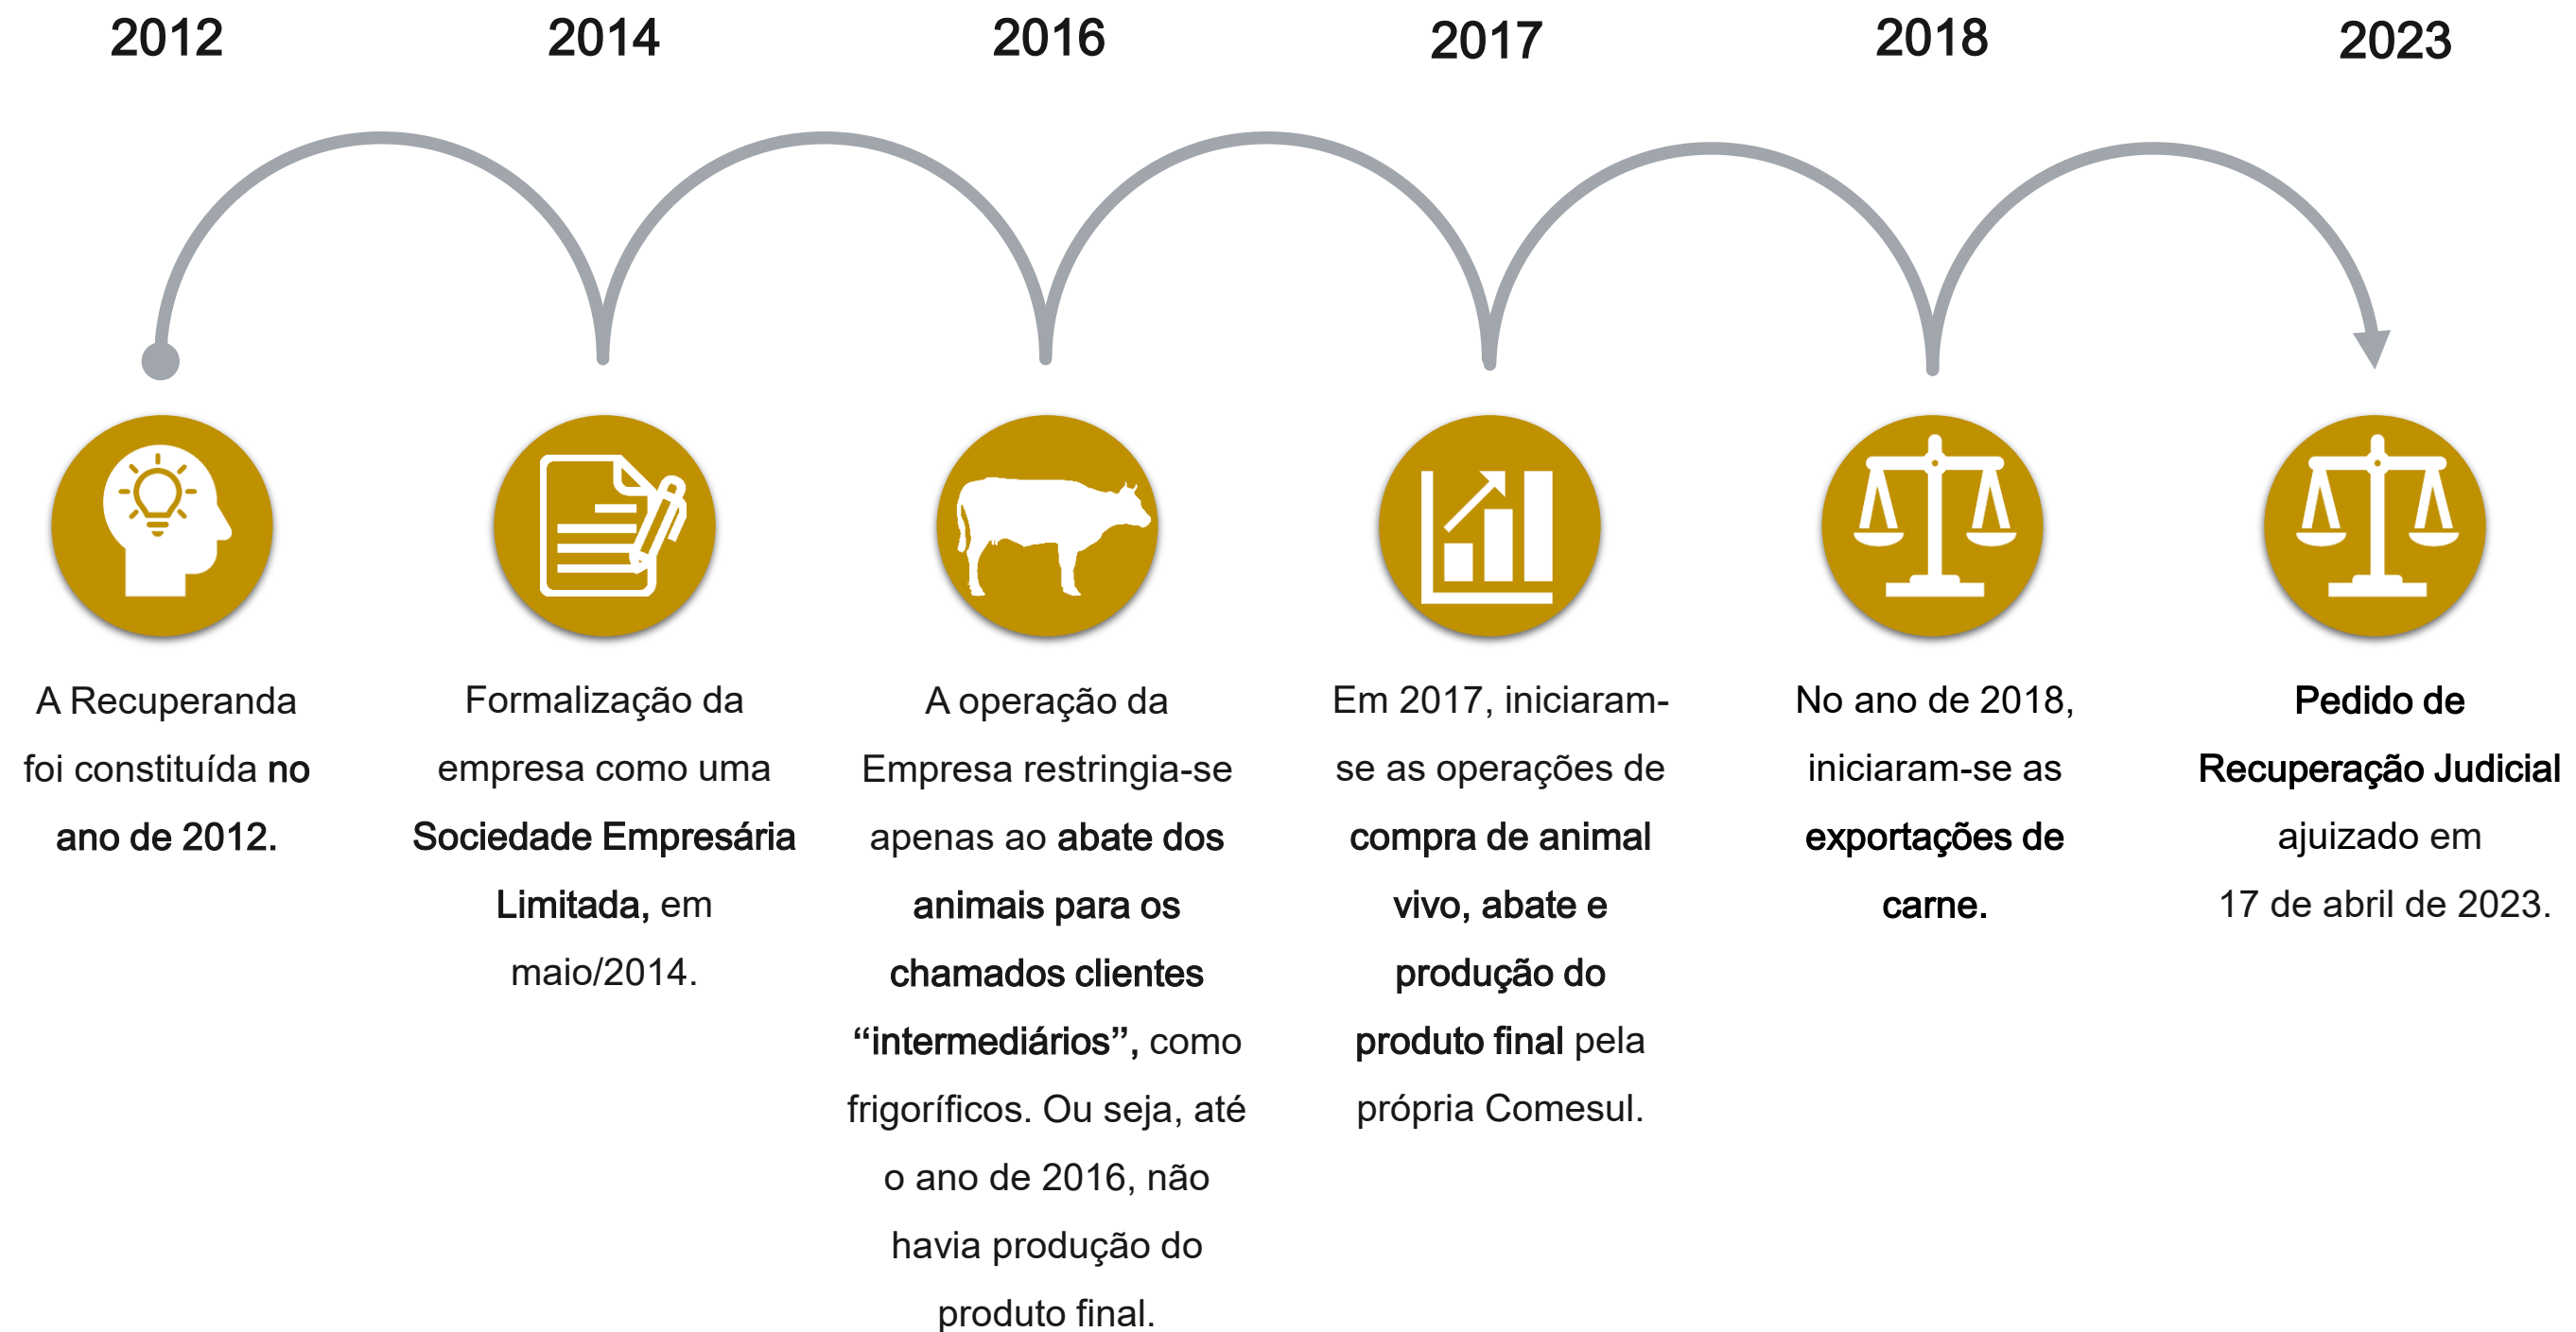 2012
2014
2016
2017
2018
2023
A Recuperanda
foi constituída no
ano de 2012.
Formalização da
empresa como uma
Sociedade Empresária
Limitada, em
maio/2014.
A operação da
Empresa restringia-se
apenas ao abate dos
animais para os
chamados clientes
“intermediários”, como
frigoríficos. Ou seja, até
o ano de 2016, não
havia produção do
produto final.
Em 2017, iniciaram-
se as operações de
compra de animal
vivo, abate e
produção do
produto final pela
própria Comesul.
No ano de 2018,
iniciaram-se as
exportações de
carne.
Pedido de
Recuperação Judicial
ajuizado em
17 de abril de 2023.